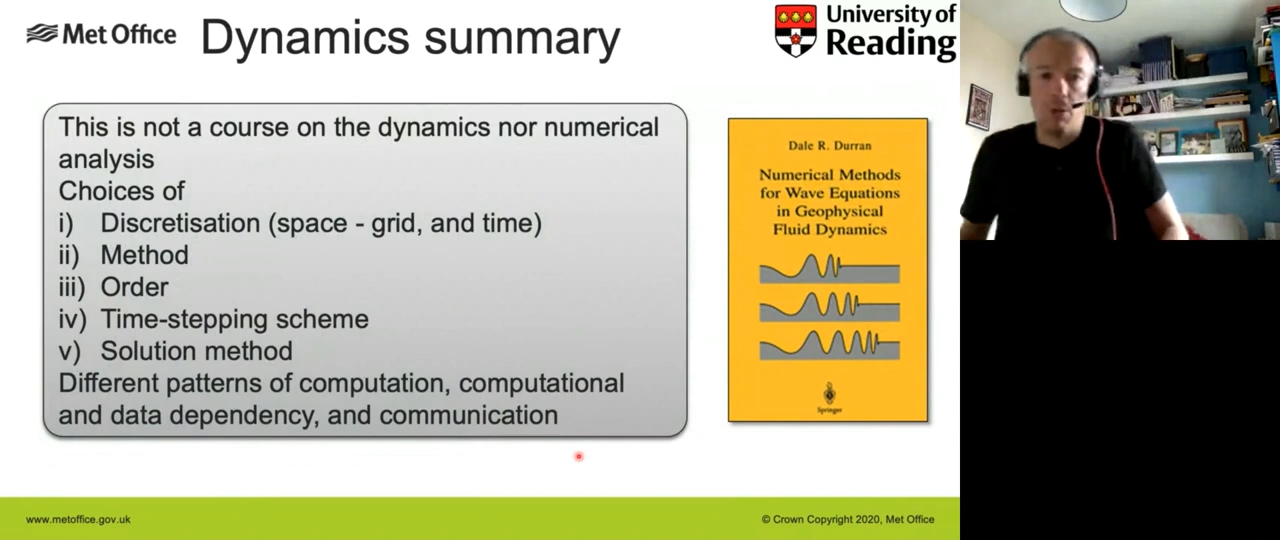 Met Office
Dynamics summary
University of
Reading
This is not a course on the dynamics nor numerical
analysis
Choices of
i) Discretisation (space - grid, and time)
ii) Method
iii) Order
iv) Time-stepping scheme
v) Solution method
Different patterns of computation, computational
and data dependency, and communication
Dale R. Durran
Numerical Methods
for Wave Equations
in Geophysical
Fluid Dynamics
Springer
www.metoffice.gov.uk
© Crown Copyright 2020, Met Office